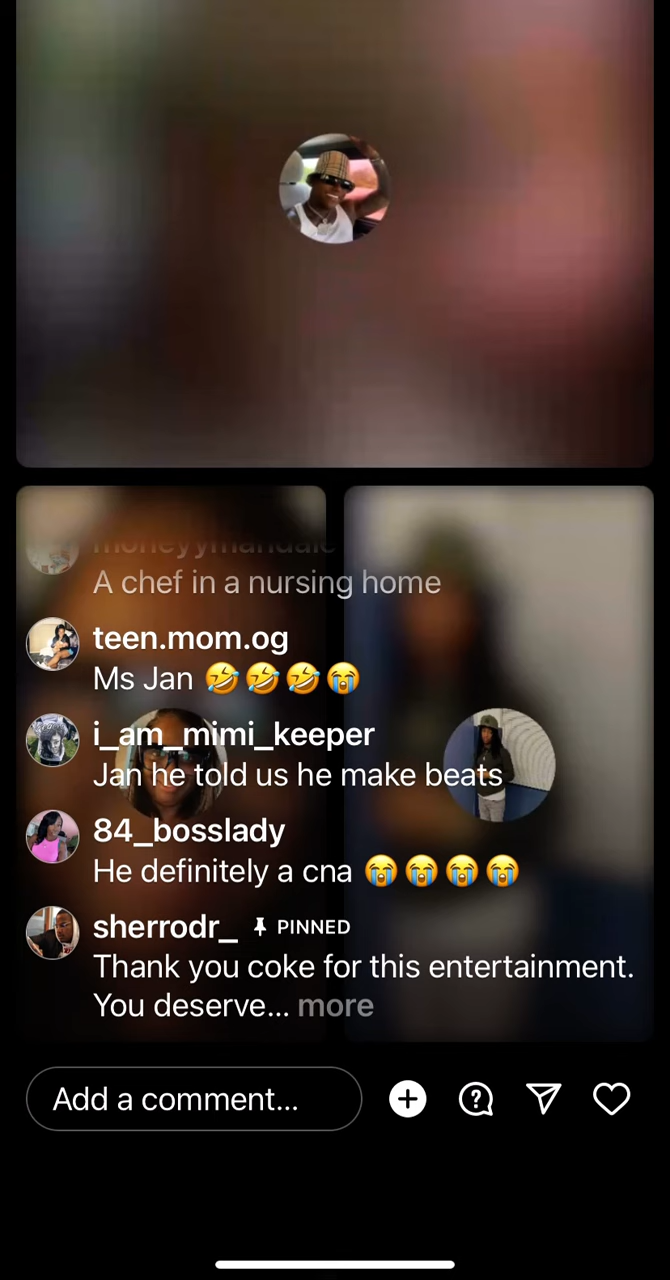 moneyymandale
A chef in a nursing home
teen.mom.og
Ms Jan 🤣🤣🤣😭
i_am_mimi_keeper
Jan he told us he make beats
84_bosslady
He definitely a cna 😭😭😭😭
sherrodr_ PINNED
Thank you coke for this entertainment.
You deserve... more
Add a comment...